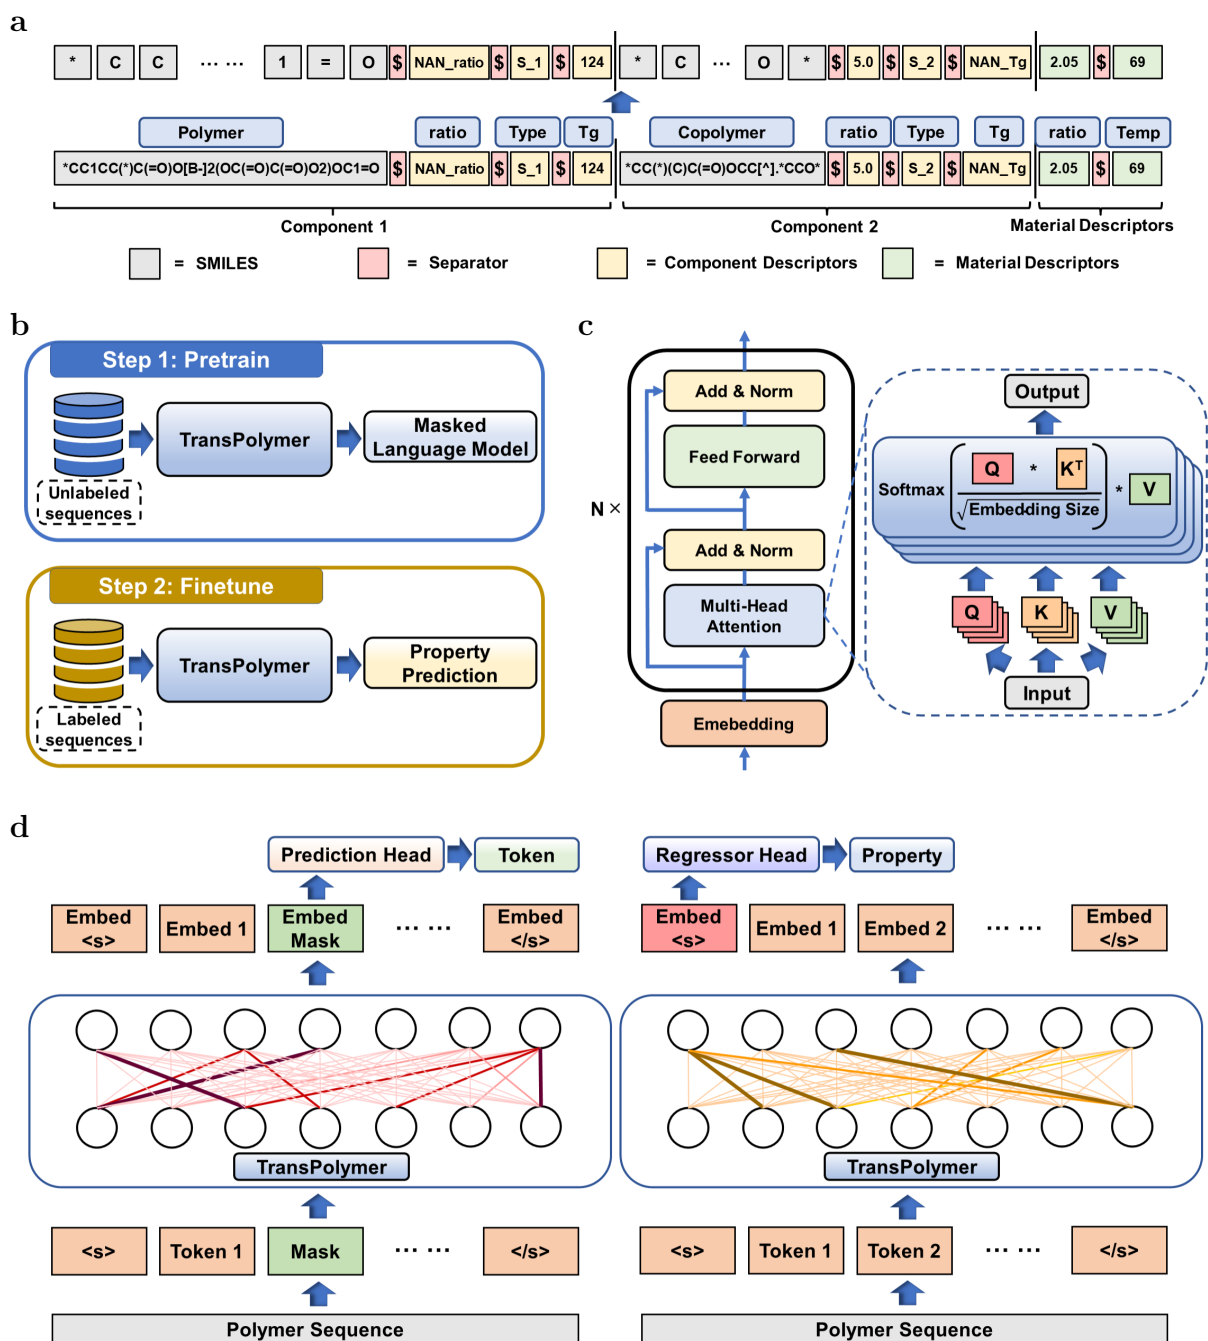 a
* C C ... ... 1 = O $ NAN_ratio $ S_1 $ 124 * C ... O * $ 5.0 $ S_2 $ NAN_Tg 2.05 $ 69
Polymer ratio Type Tg Copolymer ratio Type Tg ratio Temp
*CC1CC(*)C(=O)O[B-]2(OC(=O)C(=O)O2)OC1=O $ NAN_ratio $ S_1 $ 124 *CC(*)(C)C(=O)OCC[^].*CCO* $ 5.0 $ S_2 $ NAN_Tg 2.05 $ 69
Component 1 Component 2 Material Descriptors
= SMILES = Separator = Component Descriptors = Material Descriptors
b
Step 1: Pretrain
TransPolymer
Masked
Language Model
Unlabeled
sequences
Step 2: Finetune
TransPolymer
Property
Prediction
Labeled
sequences
c
Add & Norm
Feed Forward
N ×
Add & Norm
Multi-Head
Attention
Emebedding
Output
Softmax ( Q * K^T / √Embedding Size ) * V
Q K V
Input
d
Prediction Head Token
Embed
<s>
Embed 1
Embed
Mask
... ...
Embed
</s>
TransPolymer
<s> Token 1 Mask ... ... </s>
Polymer Sequence
Regressor Head Property
Embed
<s>
Embed 1
Embed 2
... ...
Embed
</s>
TransPolymer
<s> Token 1 Token 2 ... ... </s>
Polymer Sequence